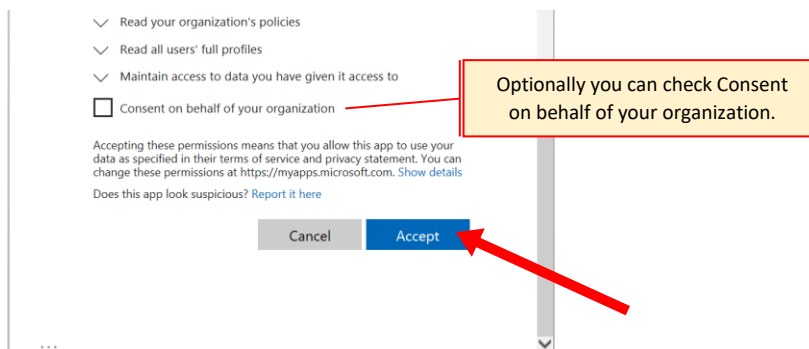 Read your organization's policies
Read all users' full profiles
Maintain access to data you have given it access to
Consent on behalf of your organization
Optionally you can check Consent
on behalf of your organization.
Accepting these permissions means that you allow this app to use your
data as specified in their terms of service and privacy statement. You can
change these permissions at https://myapps.microsoft.com. Show details
Does this app look suspicious? Report it here
Cancel
Accept
...